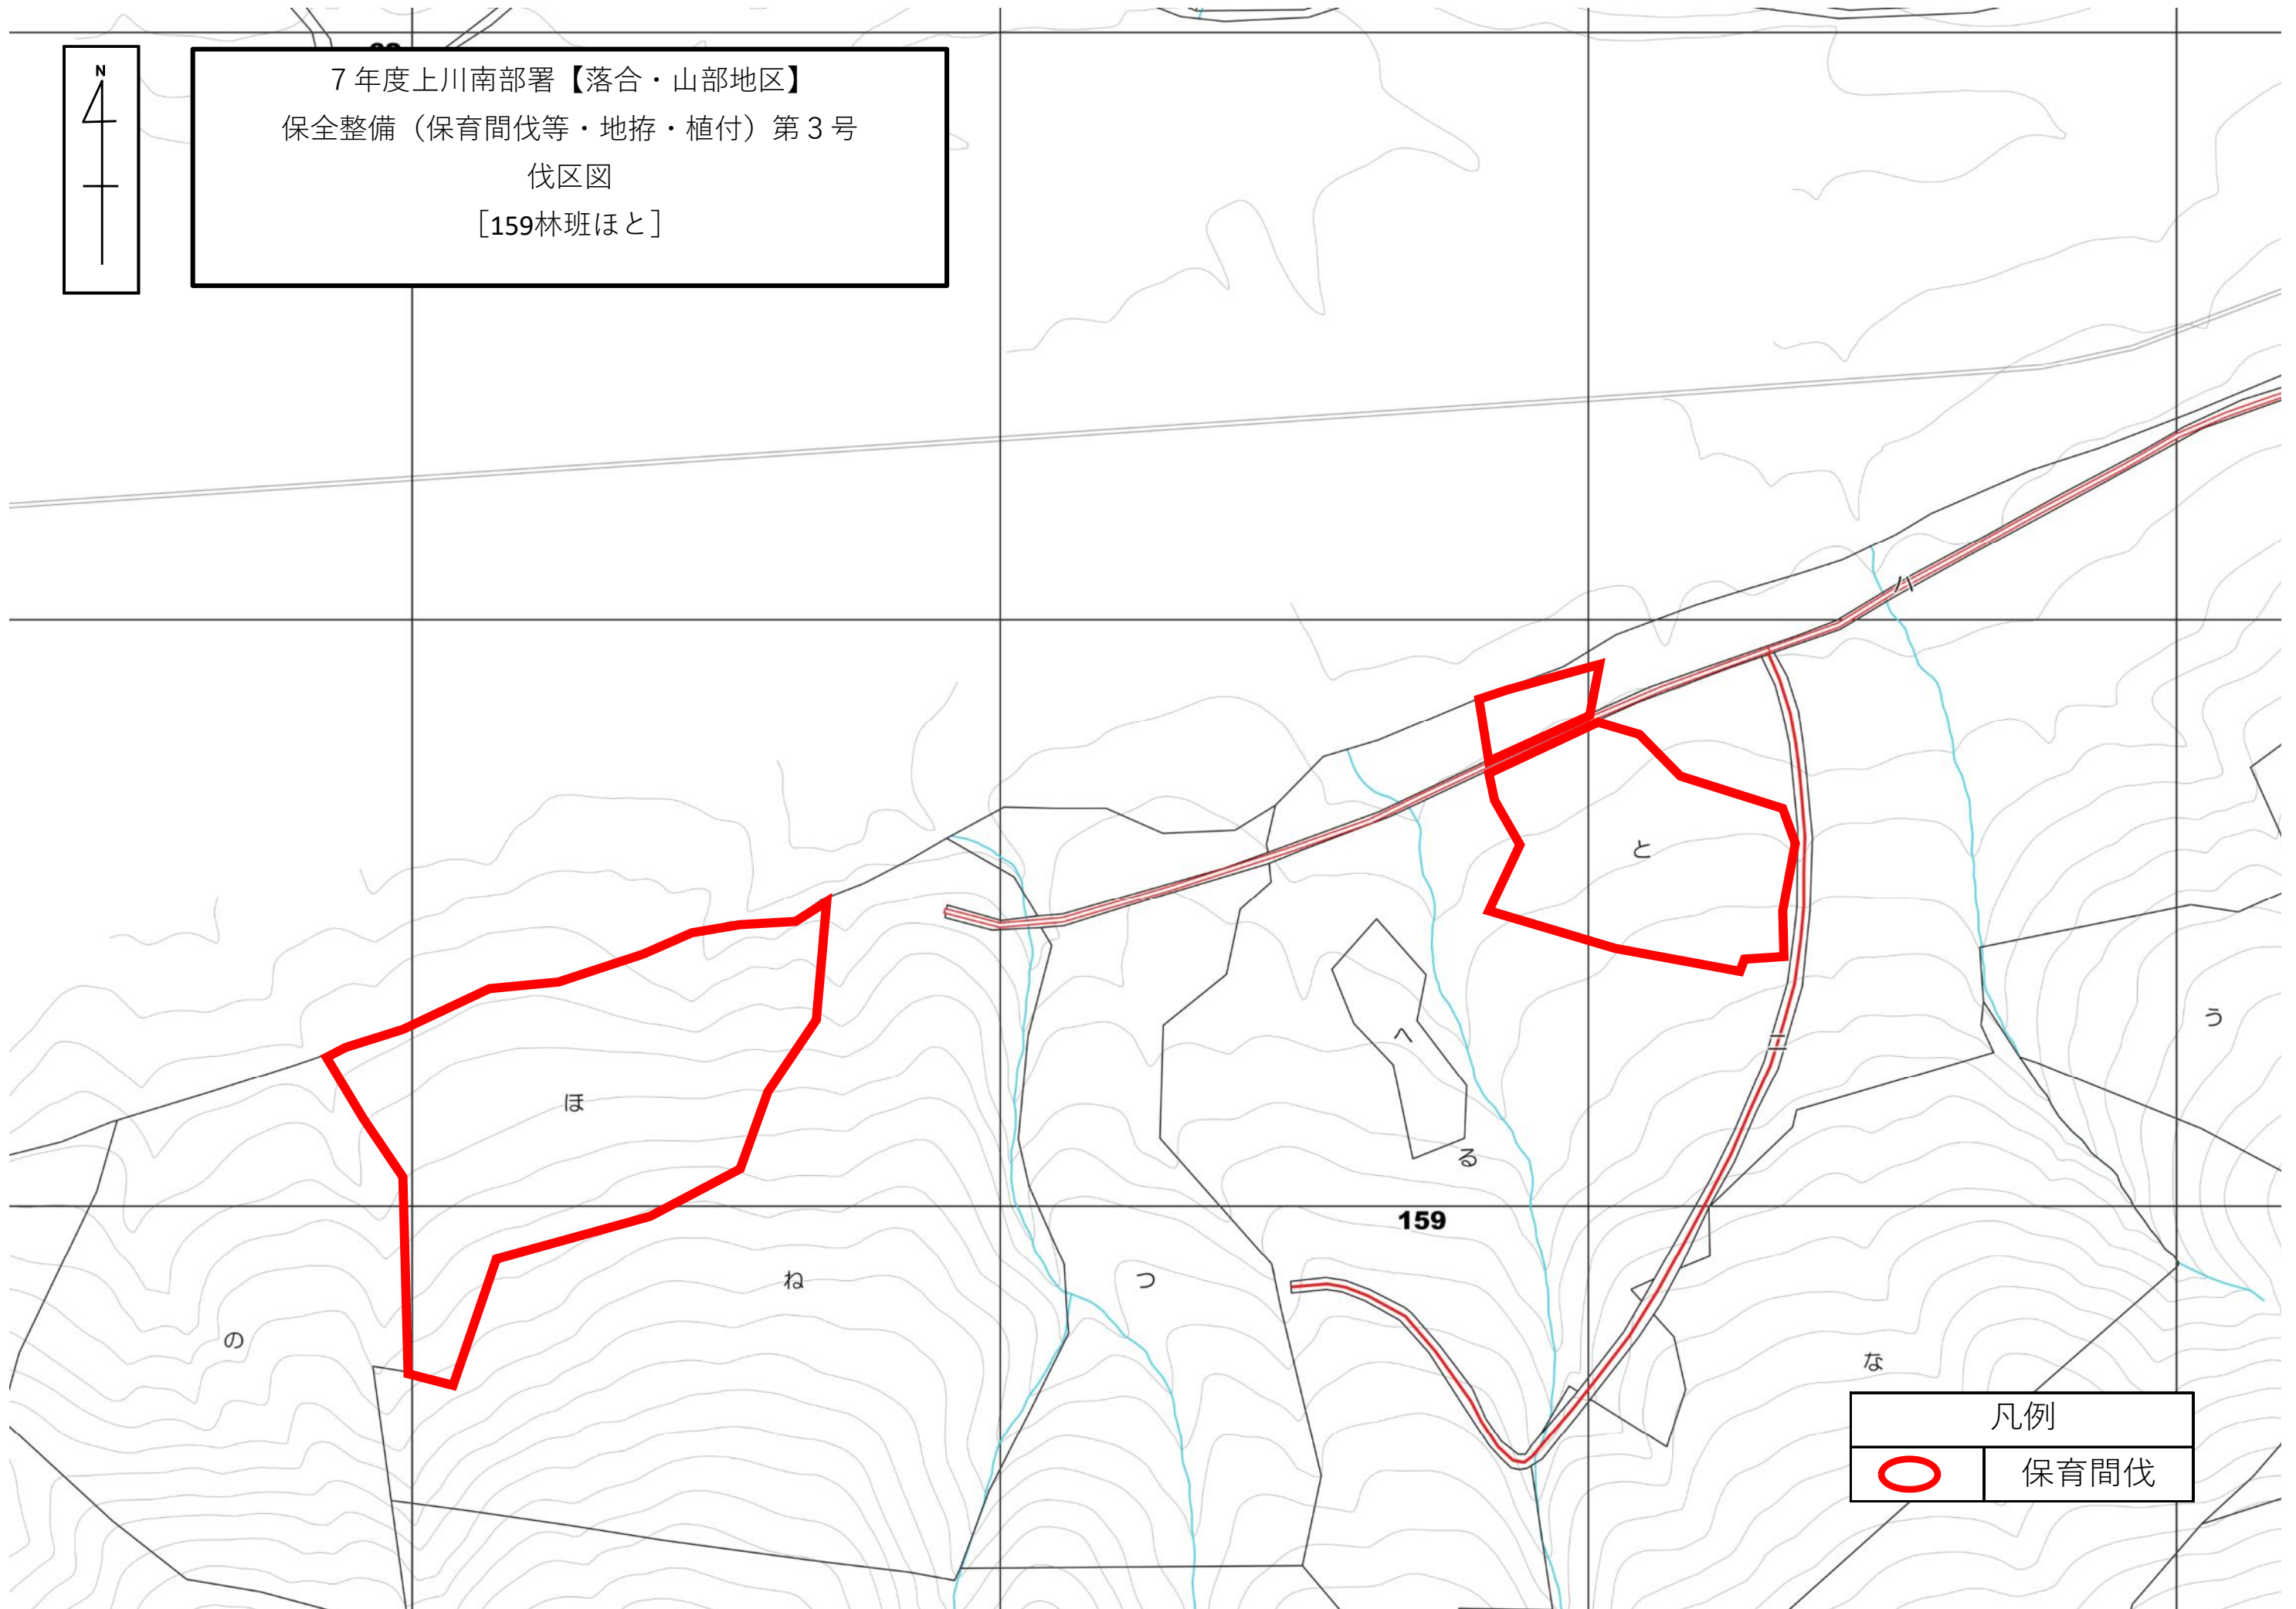 N
7年度上川南部署【落合・山部地区】
保全整備（保育間伐等・地拵・植付）第３号
伐区図
［159林班ほと］
ハ
と
う
へ
ほ
る
159
ね
つ
の
な
ニ
凡例
保育間伐